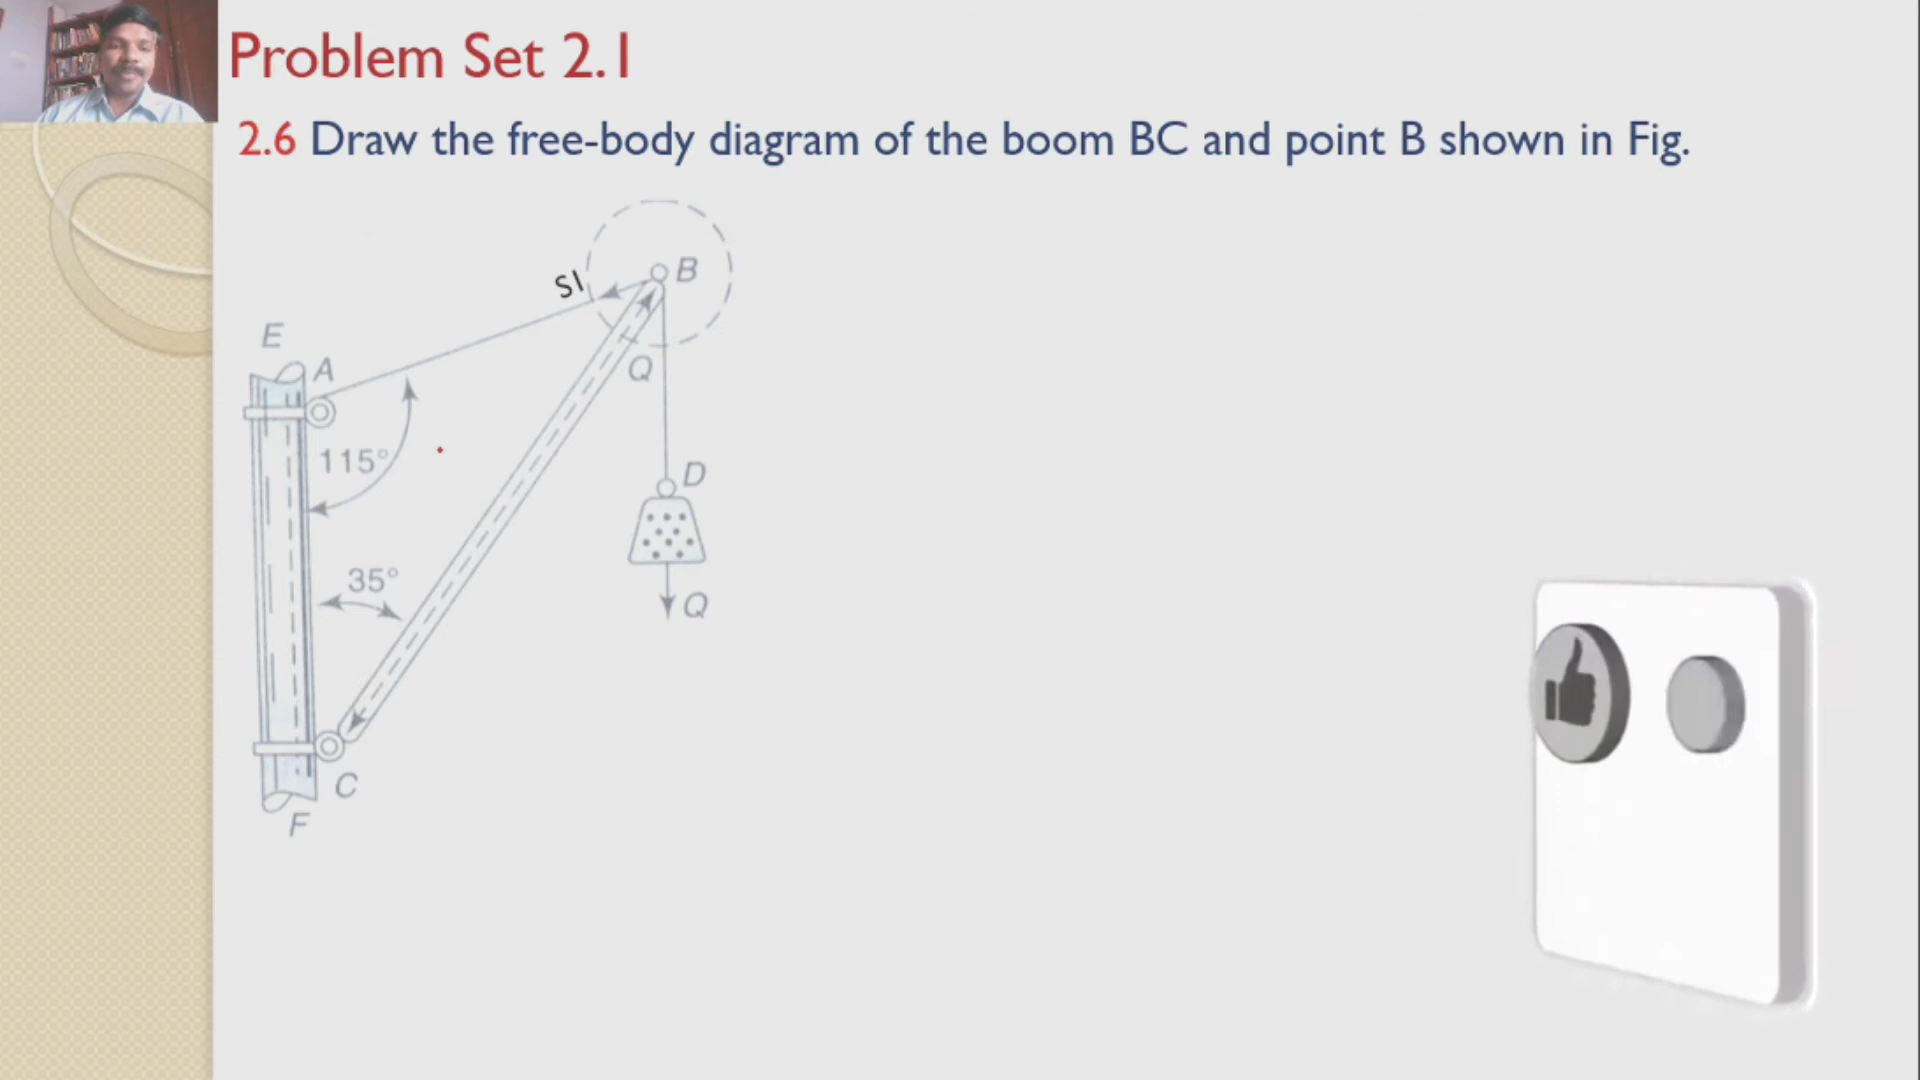 Problem Set 2.1
2.6 Draw the free-body diagram of the boom BC and point B shown in Fig.
B
S1
E
A
Q
115°
D
35°
Q
C
F